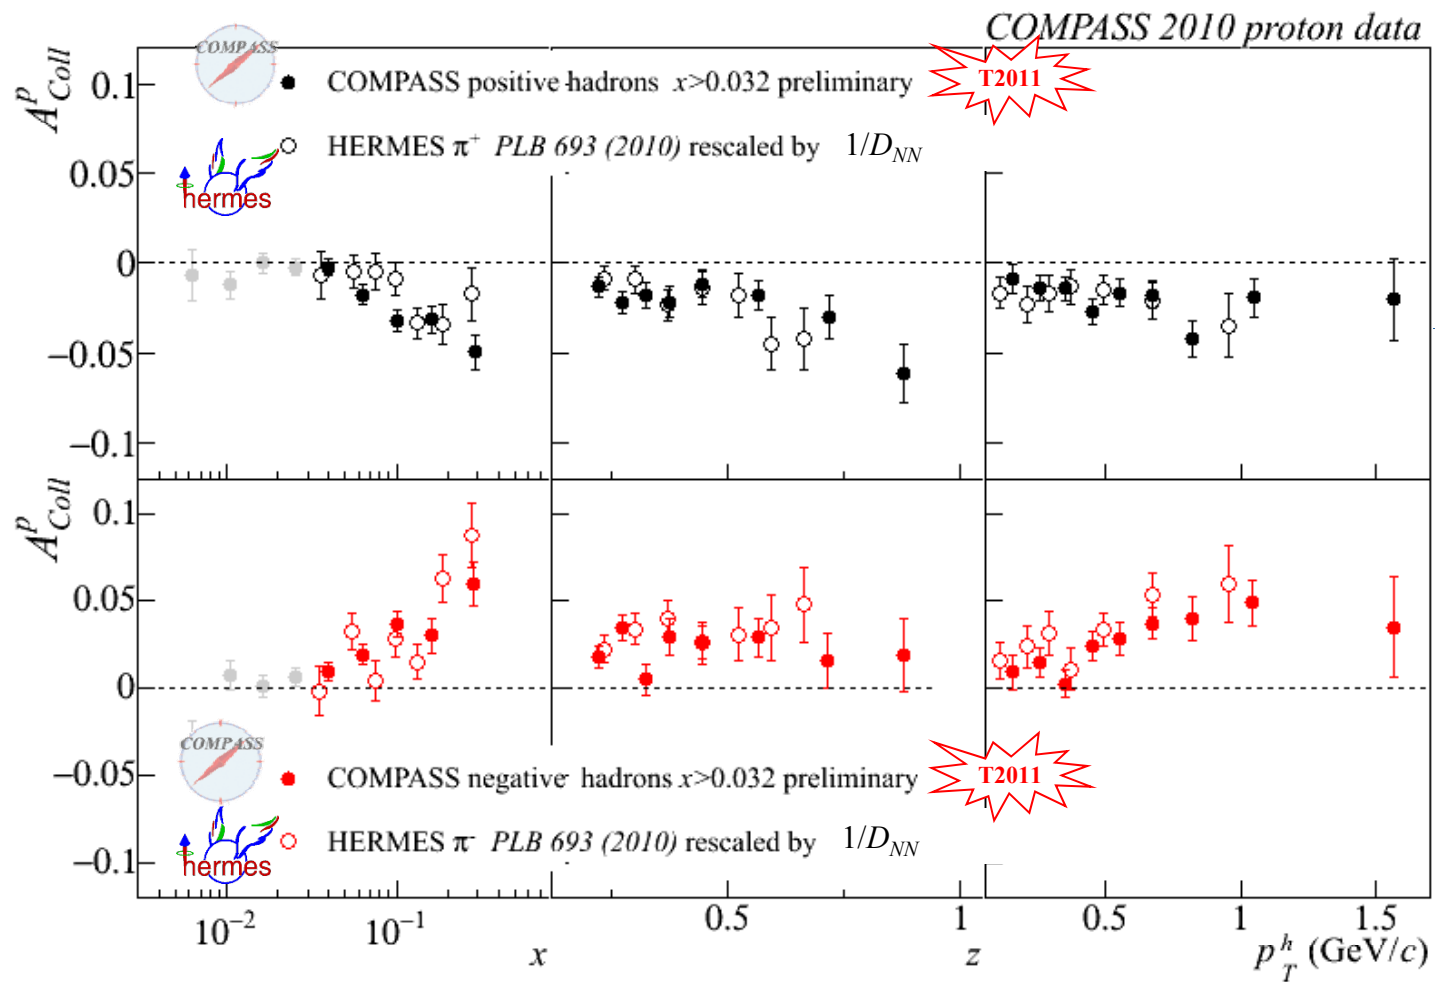 COMPASS 2010 proton data
COMPASS
A^p_Coll
0.1
COMPASS positive hadrons x>0.032 preliminary
T2011
HERMES π⁺ PLB 693 (2010) rescaled by 1/D_NN
hermes
0.05
0
−0.05
−0.1
A^p_Coll
0.1
0.05
0
COMPASS
−0.05
COMPASS negative hadrons x>0.032 preliminary
T2011
HERMES π⁻ PLB 693 (2010) rescaled by 1/D_NN
hermes
−0.1
10⁻² 10⁻¹ 0.5 1 0.5 1 1.5
x z p_T^h (GeV/c)